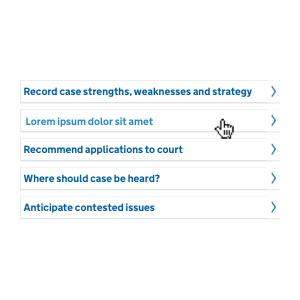 Record case strengths, weaknesses and strategy
Lorem ipsum dolor sit amet
Recommend applications to court
Where should case be heard?
Anticipate contested issues